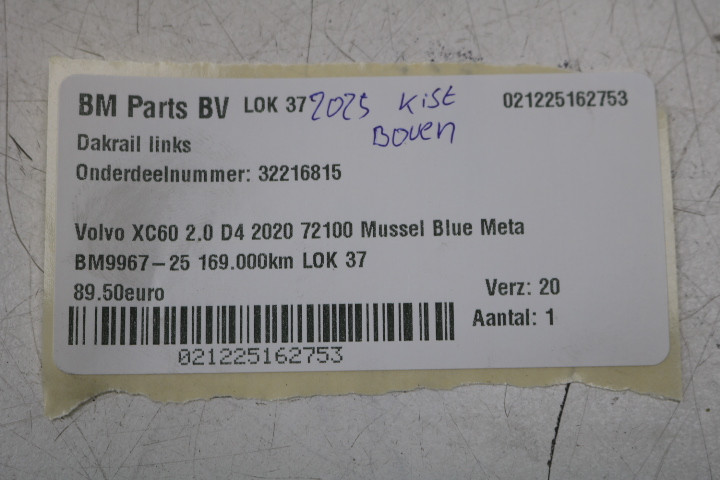 BM Parts BV LOK 37 2025 Kist 021225162753
Boven
Dakrail links
Onderdeelnummer: 32216815
Volvo XC60 2.0 D4 2020 72100 Mussel Blue Meta
BM9967-25 169.000km LOK 37
89.50euro Verz: 20
Aantal: 1
021225162753